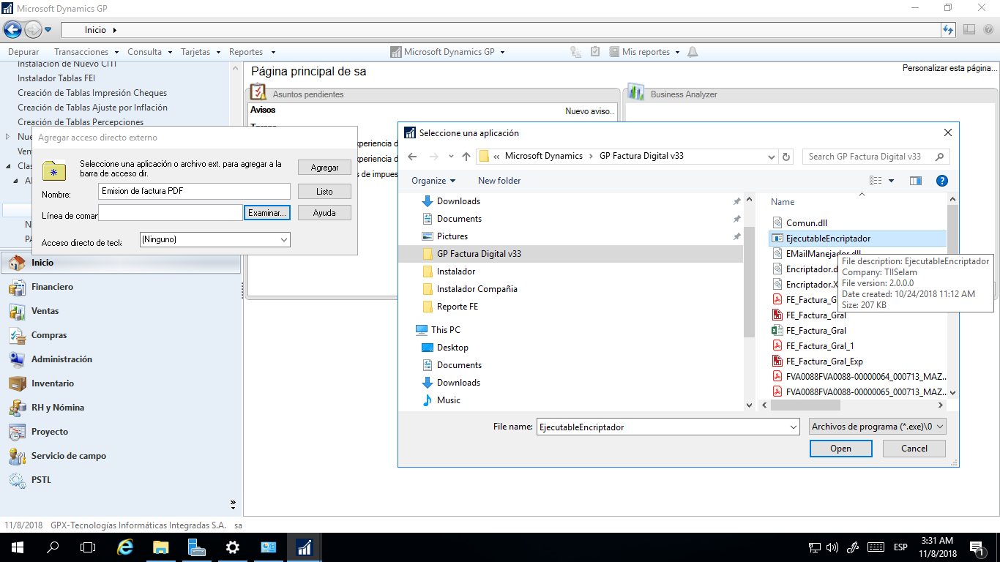 Microsoft Dynamics GP
Inicio
Depurar Transacciones Consulta Tarjetas Reportes Microsoft Dynamics GP Mis reportes
Instalación de Nuevo CITI
Instalador Tablas FEI
Creación de Tablas Impresión Cheques
Creación de Tablas Ajuste por Inflación
Creación de Tablas Percepciones
Página principal de sa
Personalizar esta página...
Asuntos pendientes
Business Analyzer
Avisos
Nuevo aviso..
xperiencia d
xperiencia d
s de impues
Agregar acceso directo externo
Seleccione una aplicación o archivo ext. para agregar a la
barra de acceso dir.
Nombre: Emision de factura PDF
Línea de comar
Examinar...
Acceso directo de tecla
(Ninguno)
Agregar
Listo
Ayuda
Seleccione una aplicación
« Microsoft Dynamics › GP Factura Digital v33
Search GP Factura Digital v33
Organize
New folder
Downloads
Documents
Pictures
GP Factura Digital v33
Instalador
Instalador Compañia
Reporte FE
This PC
Desktop
Documents
Downloads
Music
Name
Comun.dll
EjecutableEncriptador
EMailManejador.dll
Encriptador.d
Encriptador.X
FE_Factura_G
FE_Factura_Gral
FE_Factura_Gral
FE_Factura_Gral_1
FE_Factura_Gral_Exp
FVA0088FVA0088-00000064_000713_MAZ...
FVA0088FVA0088-00000065_000713_MAZ...
File description: EjecutableEncriptador
Company: TIISelam
File version: 2.0.0.0
Date created: 10/24/2018 11:12 AM
Size: 207 KB
File name: EjecutableEncriptador
Archivos de programa (*.exe)\0
Open
Cancel
Inicio
Financiero
Ventas
Compras
Administración
Inventario
RH y Nómina
Proyecto
Servicio de campo
PSTL
11/8/2018 GPX-Tecnologías Informáticas Integradas S.A. sa
ESP
3:31 AM
11/8/2018
1